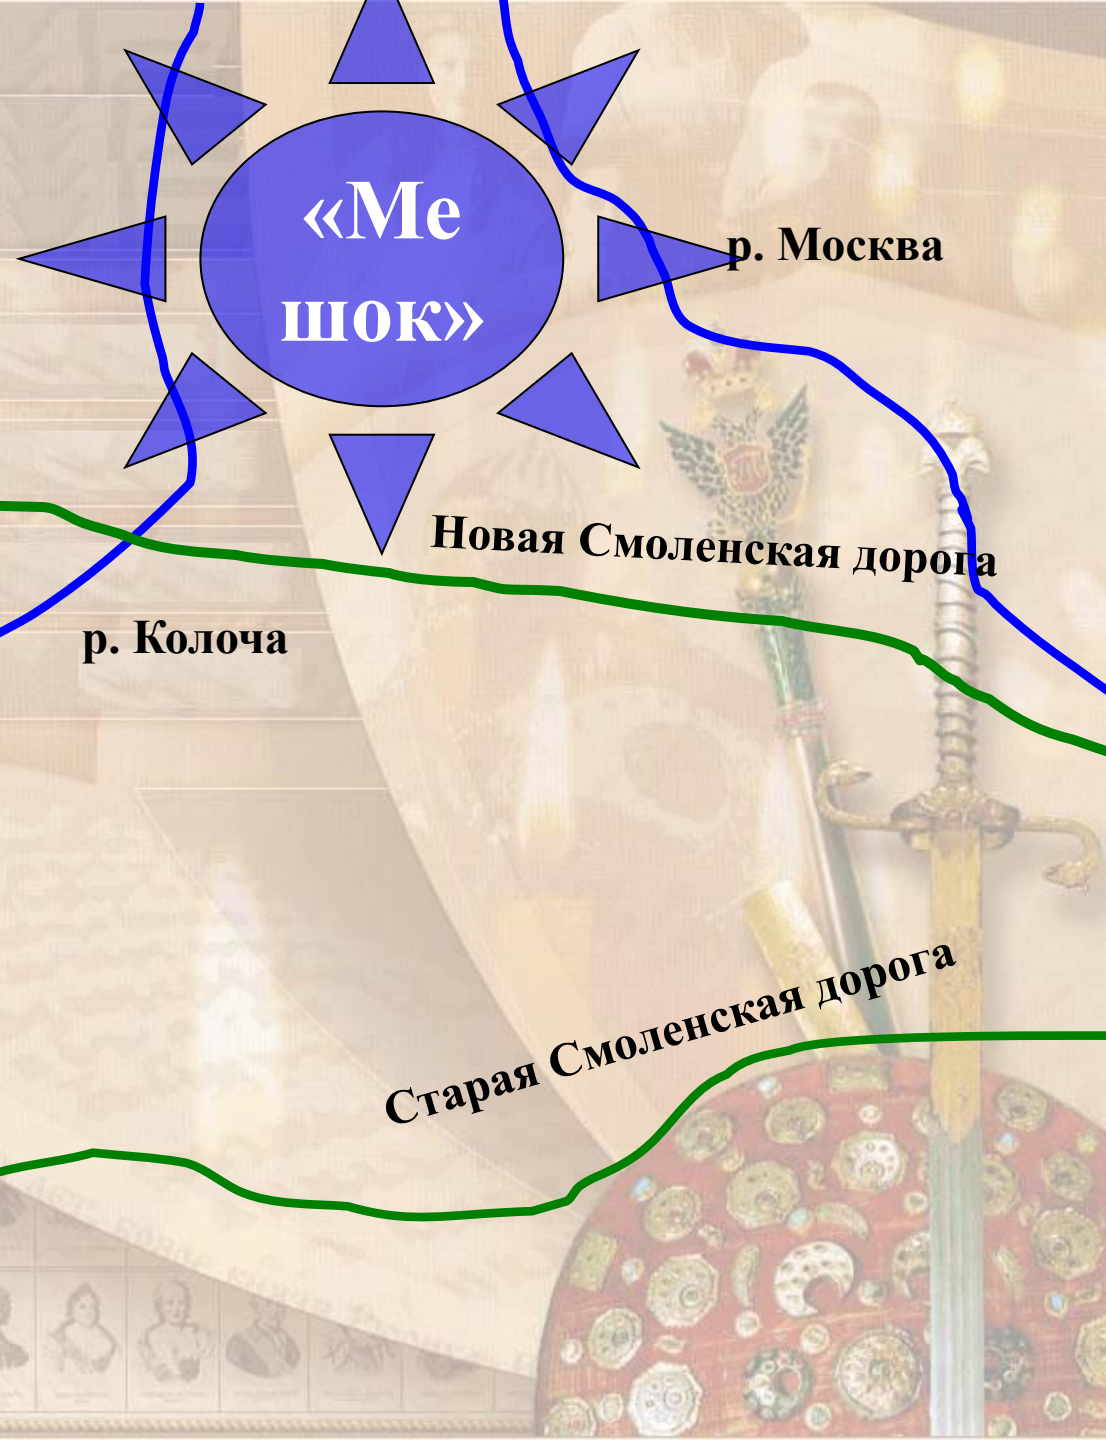 «Ме
шок»
р. Москва
Новая Смоленская дорога
р. Колоча
Старая Смоленская дорога